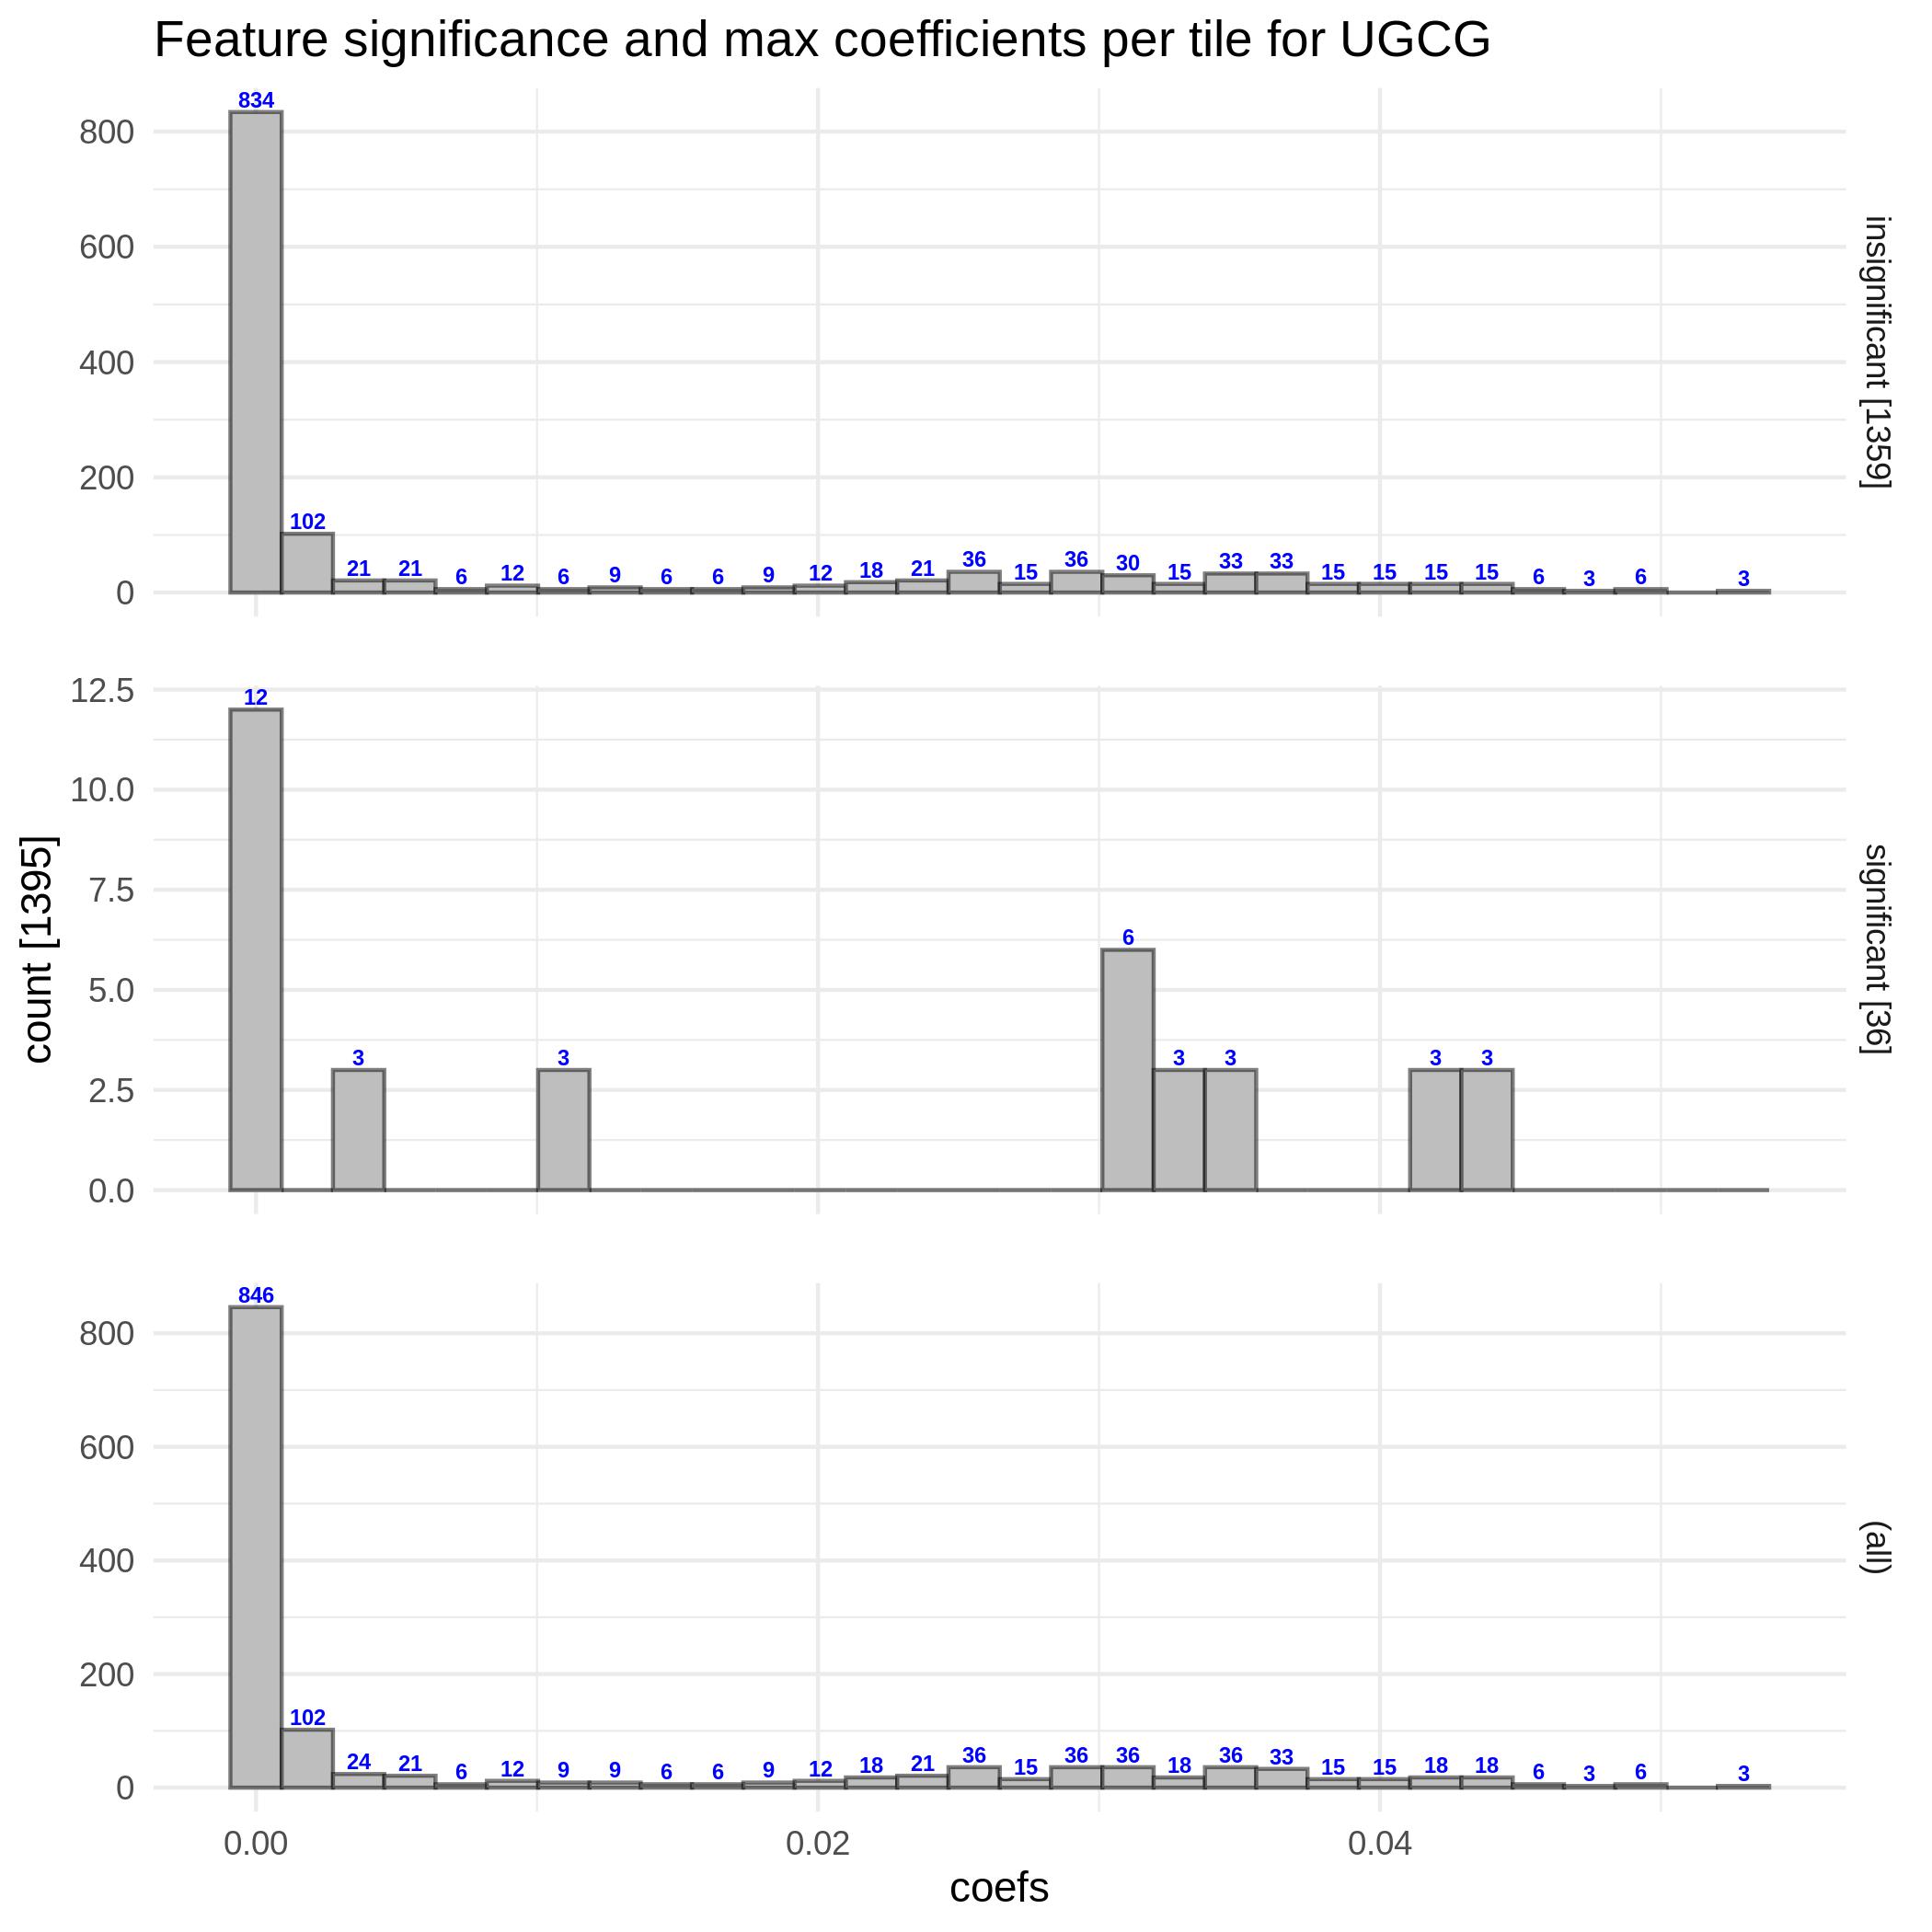 Feature significance and max coefficients per tile for UGCG
834
800
600
400
200
0
102 21 21 6 12 6 9 6 6 9 12 18 21 36 15 36 30 15 33 33 15 15 15 15 6 3 6 3
insignificant [1359]
12.5
10.0
7.5
5.0
2.5
0.0
12 3 3 6 3 3 3 3
significant [36]
count [1395]
846
800
600
400
200
0
102 24 21 6 12 9 9 6 6 9 12 18 21 36 15 36 36 18 36 33 15 15 18 18 6 3 6 3
(all)
0.00 0.02 0.04
coefs